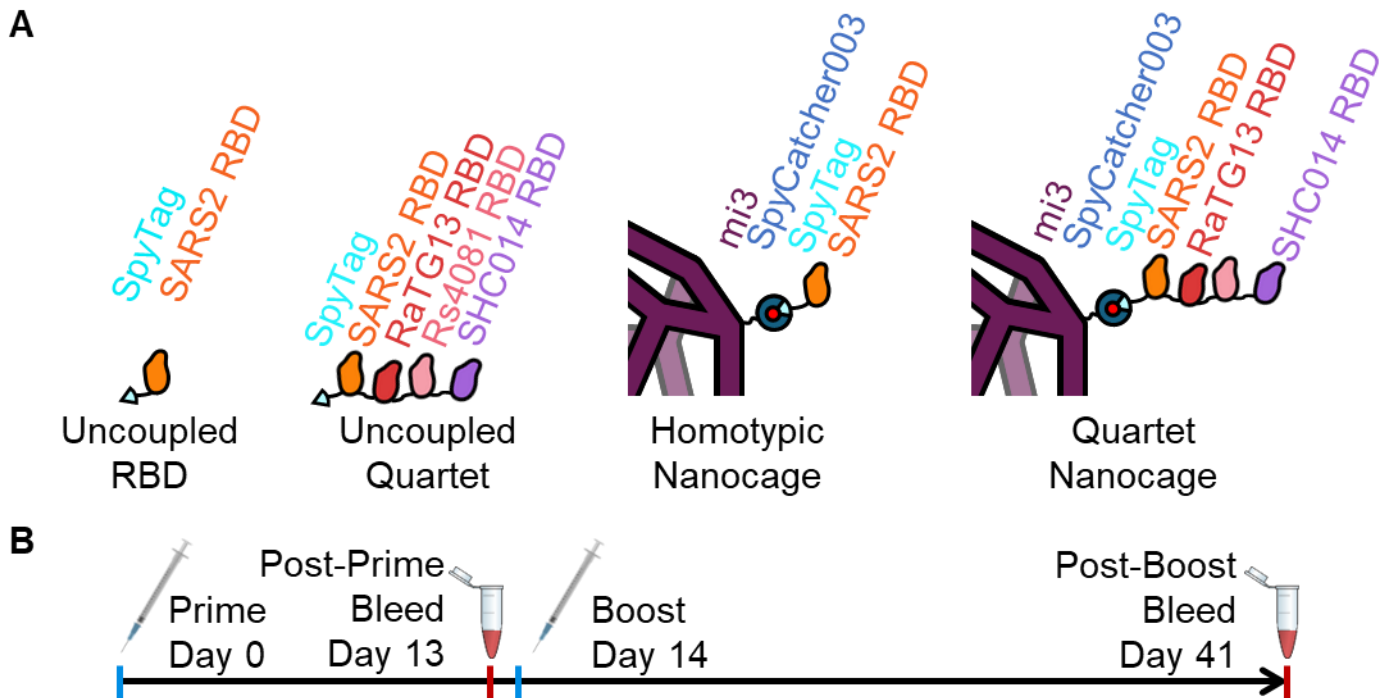 A
SpyTag
SARS2 RBD
Uncoupled
RBD
SpyTag
SARS2 RBD
RaTG13 RBD
Rs4081 RBD
SHC014 RBD
Uncoupled
Quartet
mi3
SpyCatcher003
SpyTag
SARS2 RBD
Homotypic
Nanocage
mi3
SpyCatcher003
SpyTag
SARS2 RBD
RaTG13 RBD
SHC014 RBD
Quartet
Nanocage
B
Prime
Day 0
Post-Prime
Bleed
Day 13
Boost
Day 14
Post-Boost
Bleed
Day 41